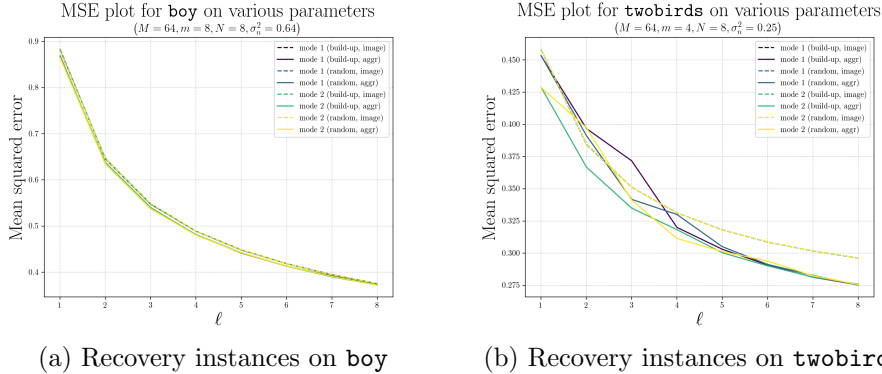 MSE plot for boy on various parameters
(M = 64, m = 8, N = 8, σ_n^2 = 0.64)
Mean squared error
0.9
0.8
0.7
0.6
0.5
0.4
mode 1 (build-up, image)
mode 1 (build-up, aggr)
mode 1 (random, image)
mode 1 (random, aggr)
mode 2 (build-up, image)
mode 2 (build-up, aggr)
mode 2 (random, image)
mode 2 (random, aggr)
1 2 3 4 5 6 7 8
ℓ
(a) Recovery instances on boy
MSE plot for twobirds on various parameters
(M = 64, m = 4, N = 8, σ_n^2 = 0.25)
Mean squared error
0.450
0.425
0.400
0.375
0.350
0.325
0.300
0.275
mode 1 (build-up, image)
mode 1 (build-up, aggr)
mode 1 (random, image)
mode 1 (random, aggr)
mode 2 (build-up, image)
mode 2 (build-up, aggr)
mode 2 (random, image)
mode 2 (random, aggr)
1 2 3 4 5 6 7 8
ℓ
(b) Recovery instances on twobirc